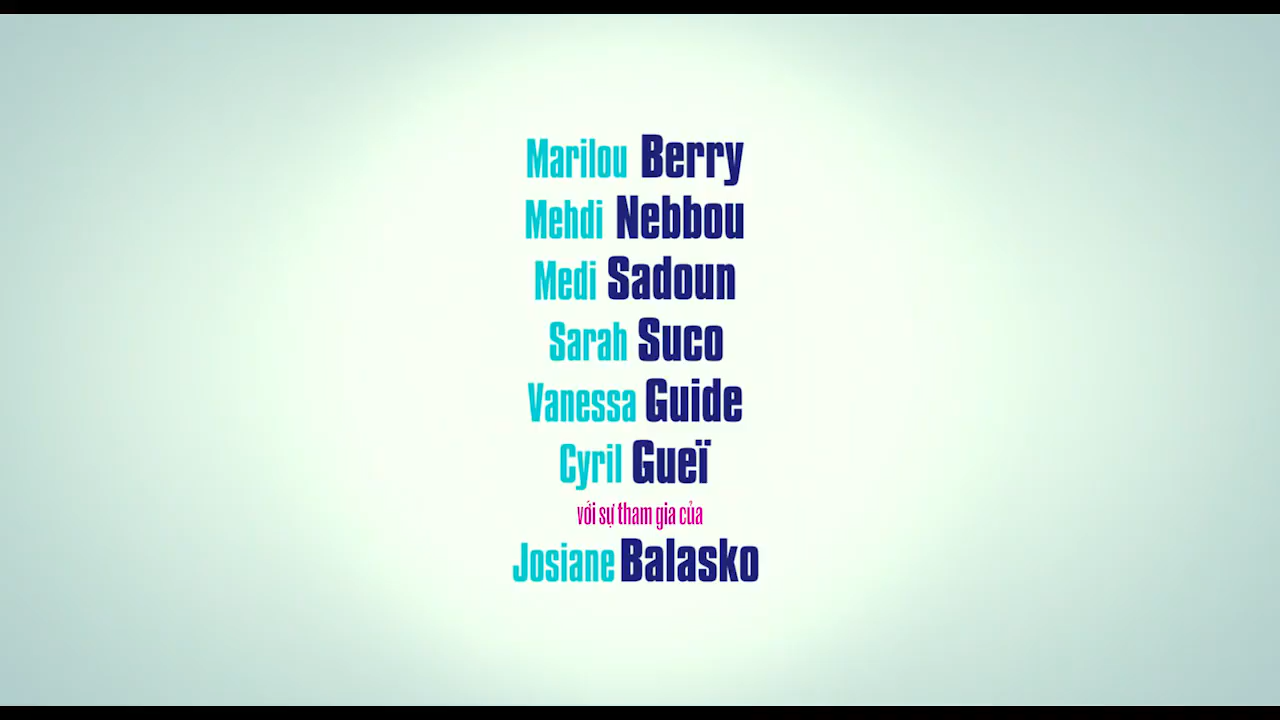 Marilou Berry
Mehdi Nebbou
Medi Sadoun
Sarah Suco
Vanessa Guide
Cyril Gueï
với sự tham gia của
Josiane Balasko